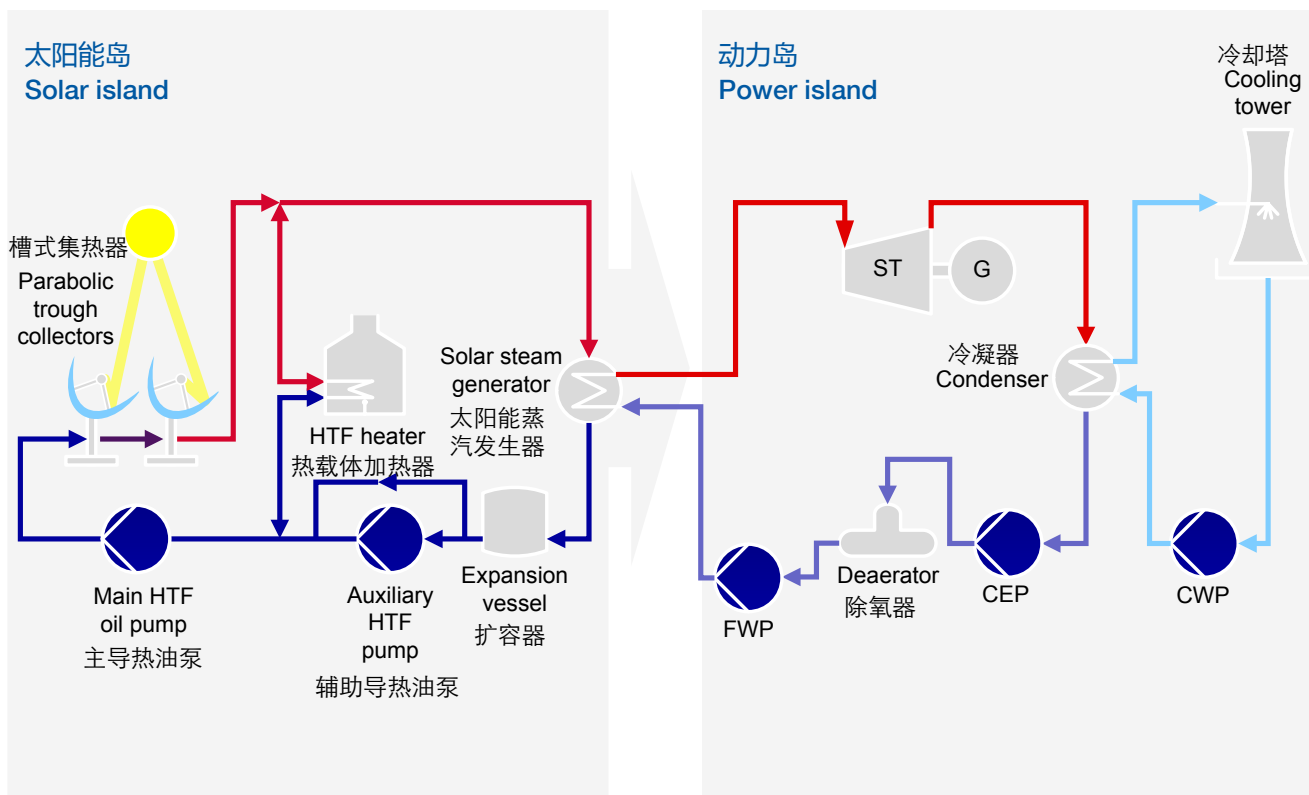 太阳能岛
Solar island
槽式集热器
Parabolic
trough
collectors
HTF heater
热载体加热器
Solar steam
generator
太阳能蒸
汽发生器
Main HTF
oil pump
主导热油泵
Auxiliary
HTF
pump
辅助导热油泵
Expansion
vessel
扩容器
动力岛
Power island
冷却塔
Cooling
tower
ST
G
冷凝器
Condenser
FWP
Deaerator
除氧器
CEP
CWP